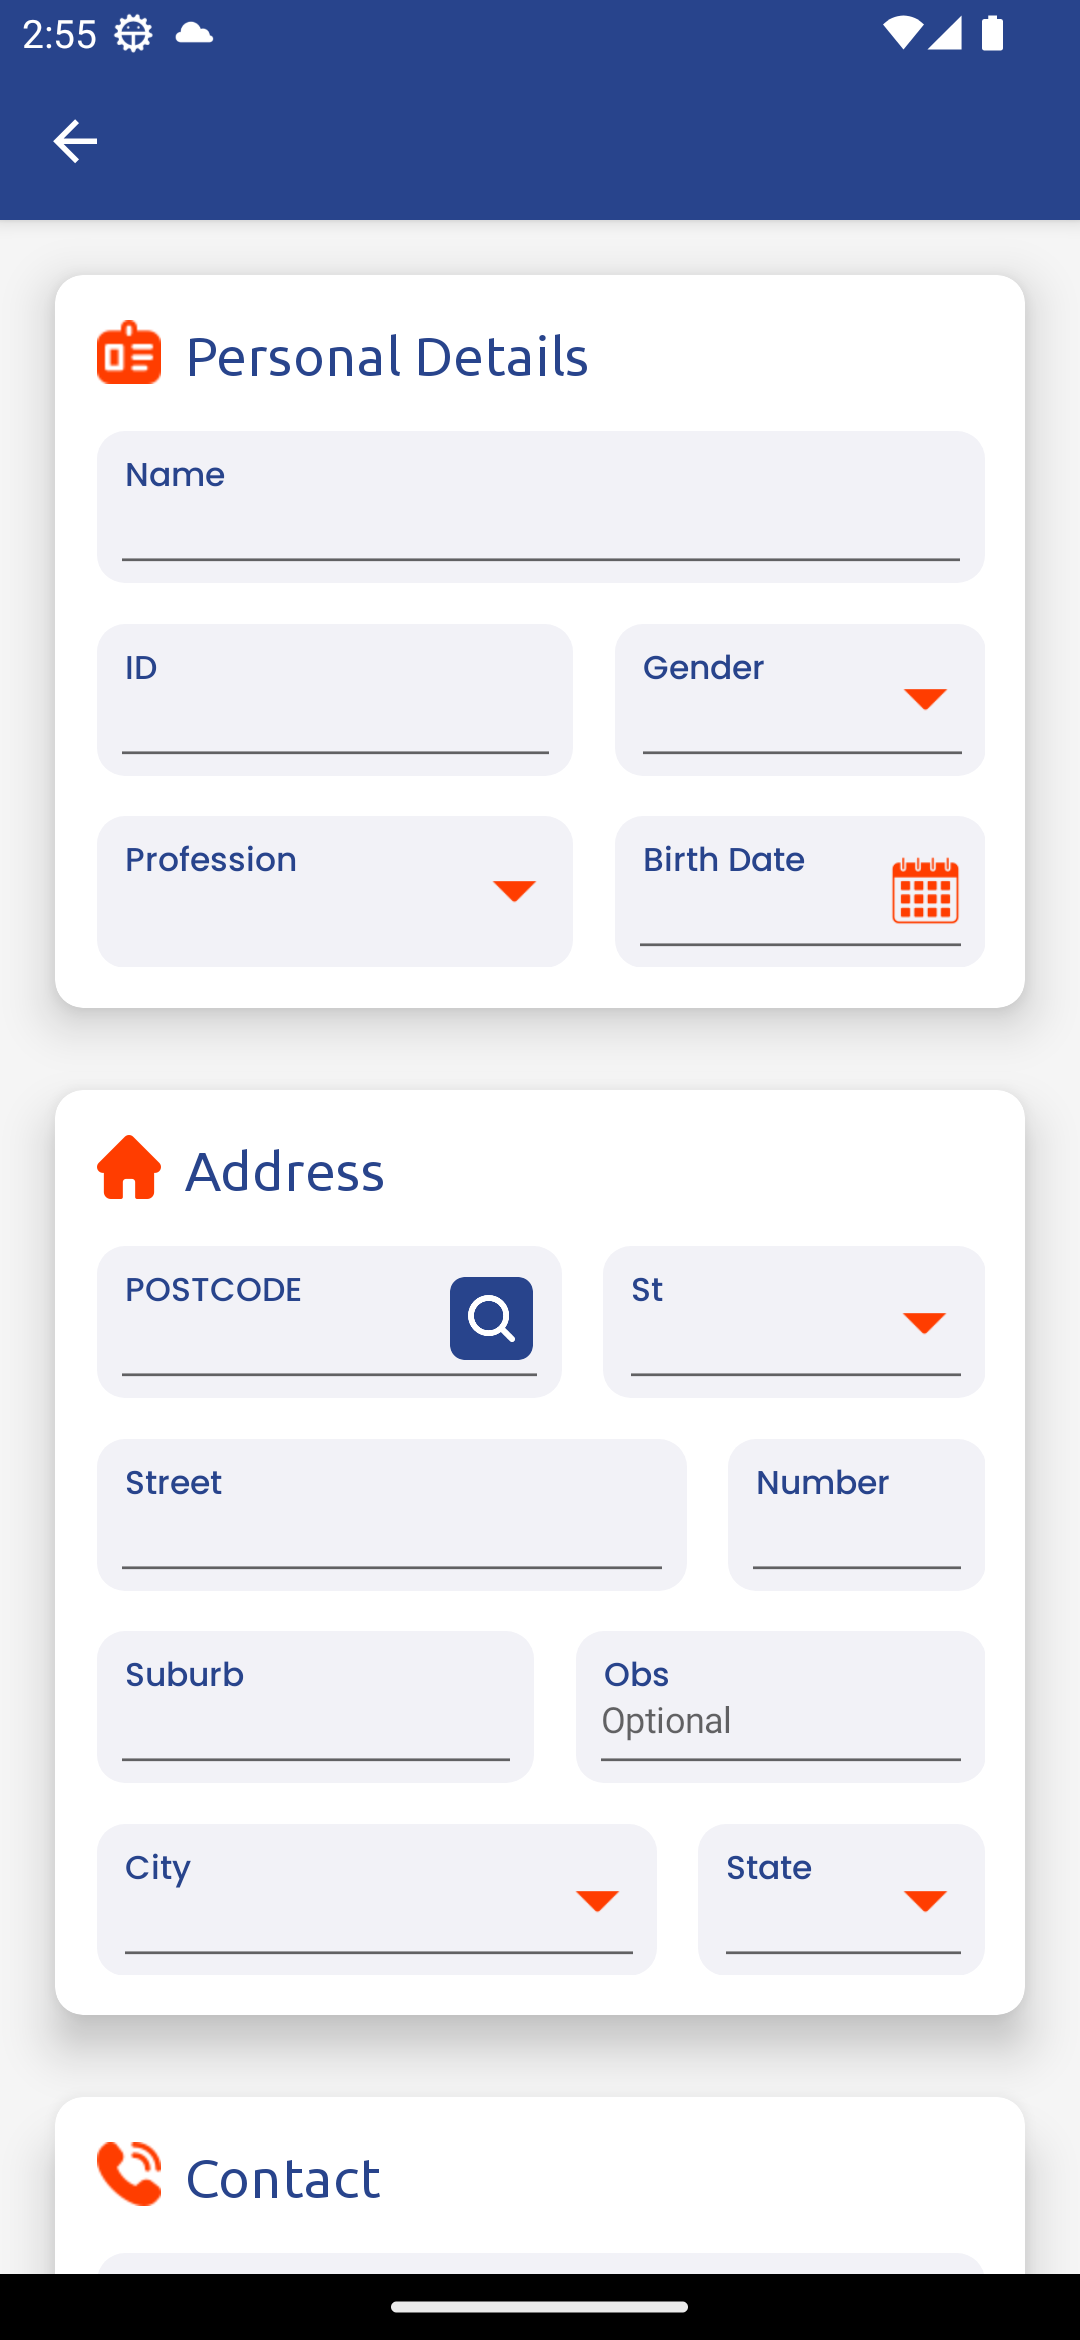 2:55
Personal Details
Name
ID
Gender
Profession
Birth Date
Address
POSTCODE
St
Street
Number
Suburb
Obs
Optional
City
State
Contact